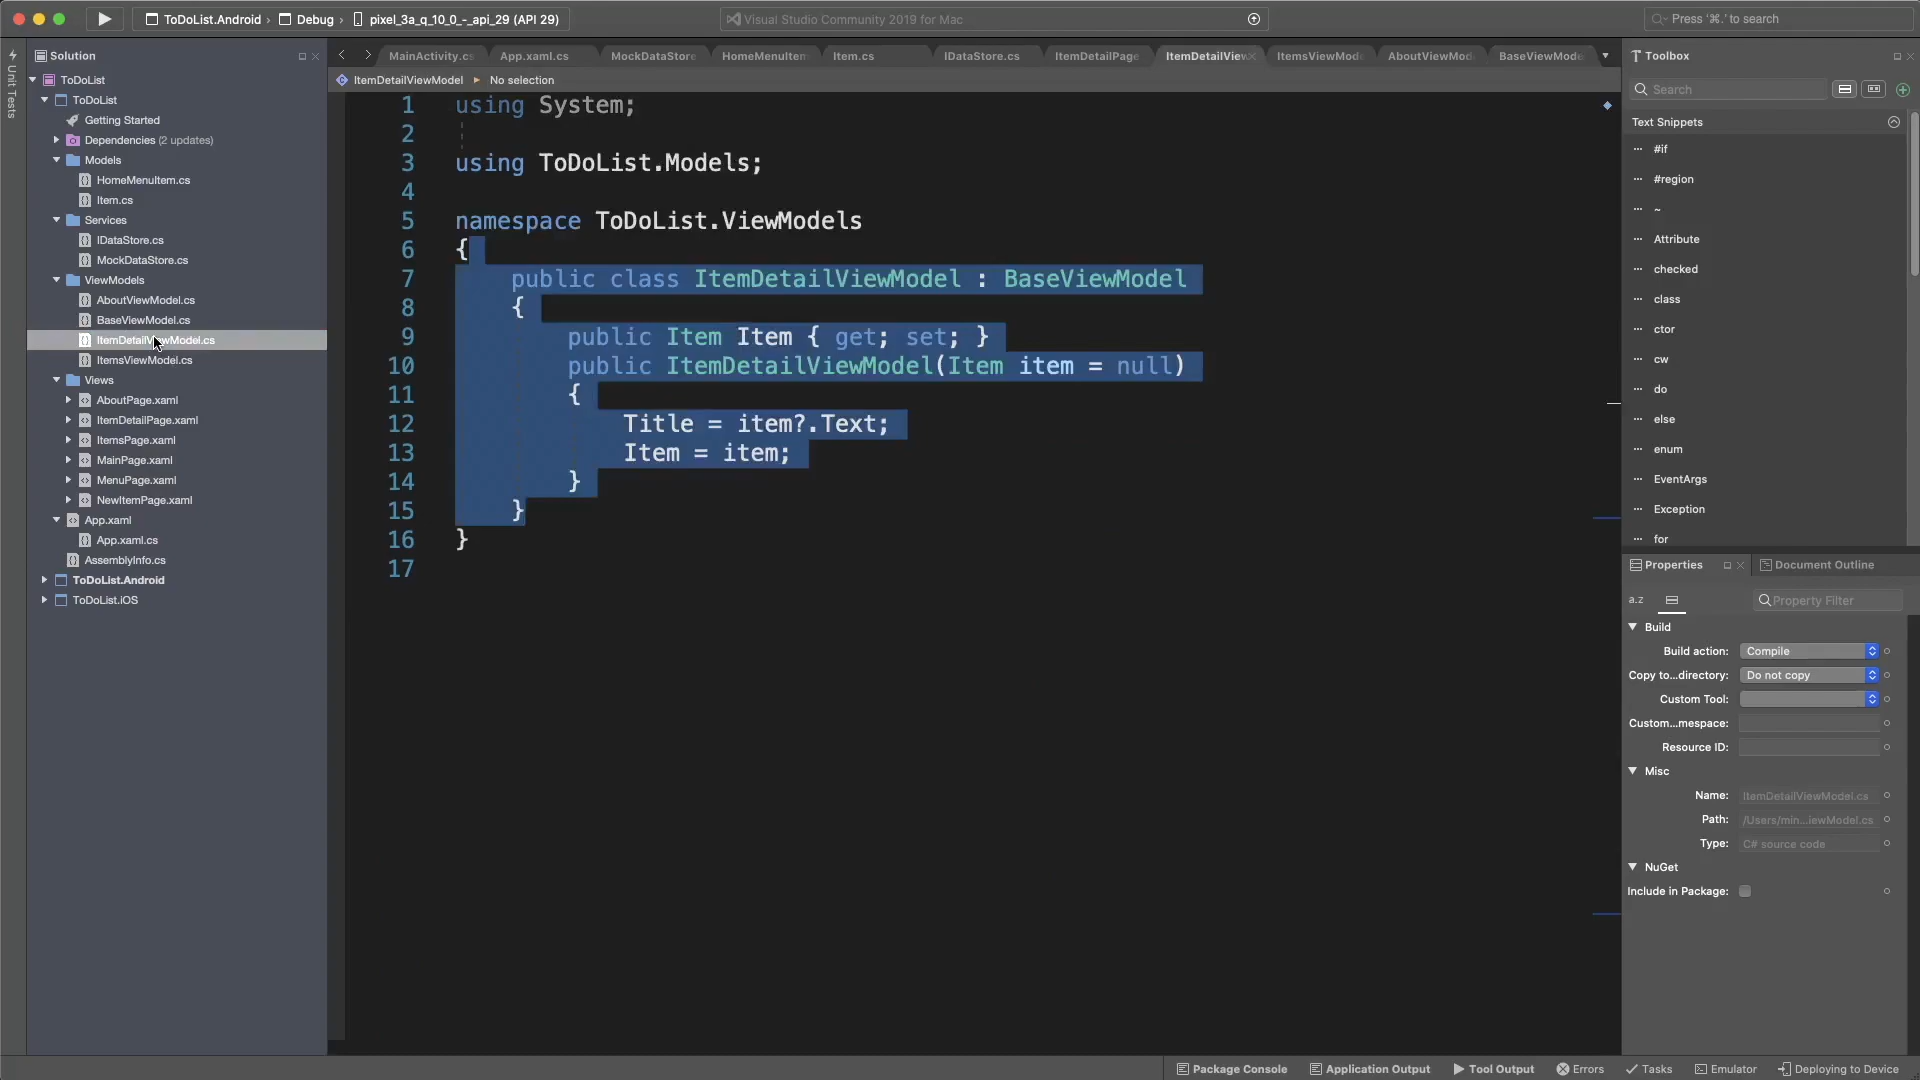 ToDoList.Android › Debug › pixel_3a_q_10_0_-_api_29 (API 29)
Visual Studio Community 2019 for Mac
Press '⌘.' to search
Unit Tests
Solution
ToDoList
ToDoList
Getting Started
Dependencies (2 updates)
Models
HomeMenuItem.cs
Item.cs
Services
IDataStore.cs
MockDataStore.cs
ViewModels
AboutViewModel.cs
BaseViewModel.cs
ItemDetailViewModel.cs
ItemsViewModel.cs
Views
AboutPage.xaml
ItemDetailPage.xaml
ItemsPage.xaml
MainPage.xaml
MenuPage.xaml
NewItemPage.xaml
App.xaml
App.xaml.cs
AssemblyInfo.cs
ToDoList.Android
ToDoList.iOS
MainActivity.cs App.xaml.cs MockDataStore HomeMenuItem Item.cs IDataStore.cs ItemDetailPage ItemDetailView ItemsViewMod AboutViewMod BaseViewMode
ItemDetailViewModel ▸ No selection
1 using System;
2
3 using ToDoList.Models;
4
5 namespace ToDoList.ViewModels
6 {
7 public class ItemDetailViewModel : BaseViewModel
8 {
9 public Item Item { get; set; }
10 public ItemDetailViewModel(Item item = null)
11 {
12 Title = item?.Text;
13 Item = item;
14 }
15 }
16 }
17
Toolbox
Search
Text Snippets
#if
#region
~
Attribute
checked
class
ctor
cw
do
else
enum
EventArgs
Exception
for
Properties
Document Outline
a.z
Property Filter
Build
Build action: Compile
Copy to...directory: Do not copy
Custom Tool:
Custom...mespace:
Resource ID:
Misc
Name: ItemDetailViewModel.cs
Path: /Users/min...iewModel.cs
Type: C# source code
NuGet
Include in Package:
Package Console Application Output Tool Output Errors Tasks Emulator Deploying to Device